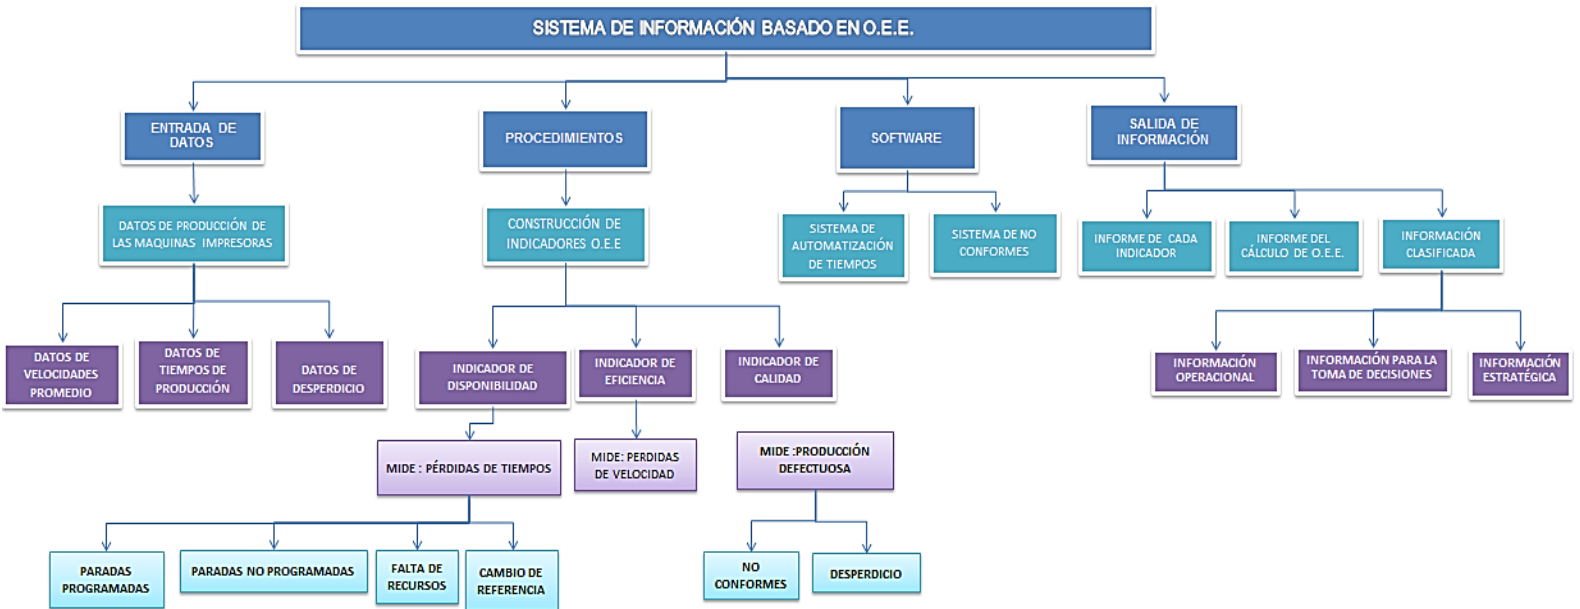 SISTEMA DE INFORMACIÓN BASADO EN O.E.E.
ENTRADA DE
DATOS
PROCEDIMIENTOS
SOFTWARE
SALIDA DE
INFORMACIÓN
DATOS DE PRODUCCIÓN DE
LAS MAQUINAS IMPRESORAS
CONSTRUCCIÓN DE
INDICADORES O.E.E
SISTEMA DE
AUTOMATIZACIÓN
DE TIEMPOS
SISTEMA DE NO
CONFORMES
INFORME DE CADA
INDICADOR
INFORME DEL
CÁLCULO DE O.E.E.
INFORMACIÓN
CLASIFICADA
DATOS DE
VELOCIDADES
PROMEDIO
DATOS DE
TIEMPOS DE
PRODUCCIÓN
DATOS DE
DESPERDICIO
INDICADOR DE
DISPONIBILIDAD
INDICADOR DE
EFICIENCIA
INDICADOR DE
CALIDAD
INFORMACIÓN
OPERACIONAL
INFORMACIÓN PARA LA
TOMA DE DECISIONES
INFORMACIÓN
ESTRATÉGICA
MIDE : PÉRDIDAS DE TIEMPOS
MIDE: PERDIDAS
DE VELOCIDAD
MIDE :PRODUCCIÓN
DEFECTUOSA
PARADAS
PROGRAMADAS
PARADAS NO PROGRAMADAS
FALTA DE
RECURSOS
CAMBIO DE
REFERENCIA
NO
CONFORMES
DESPERDICIO